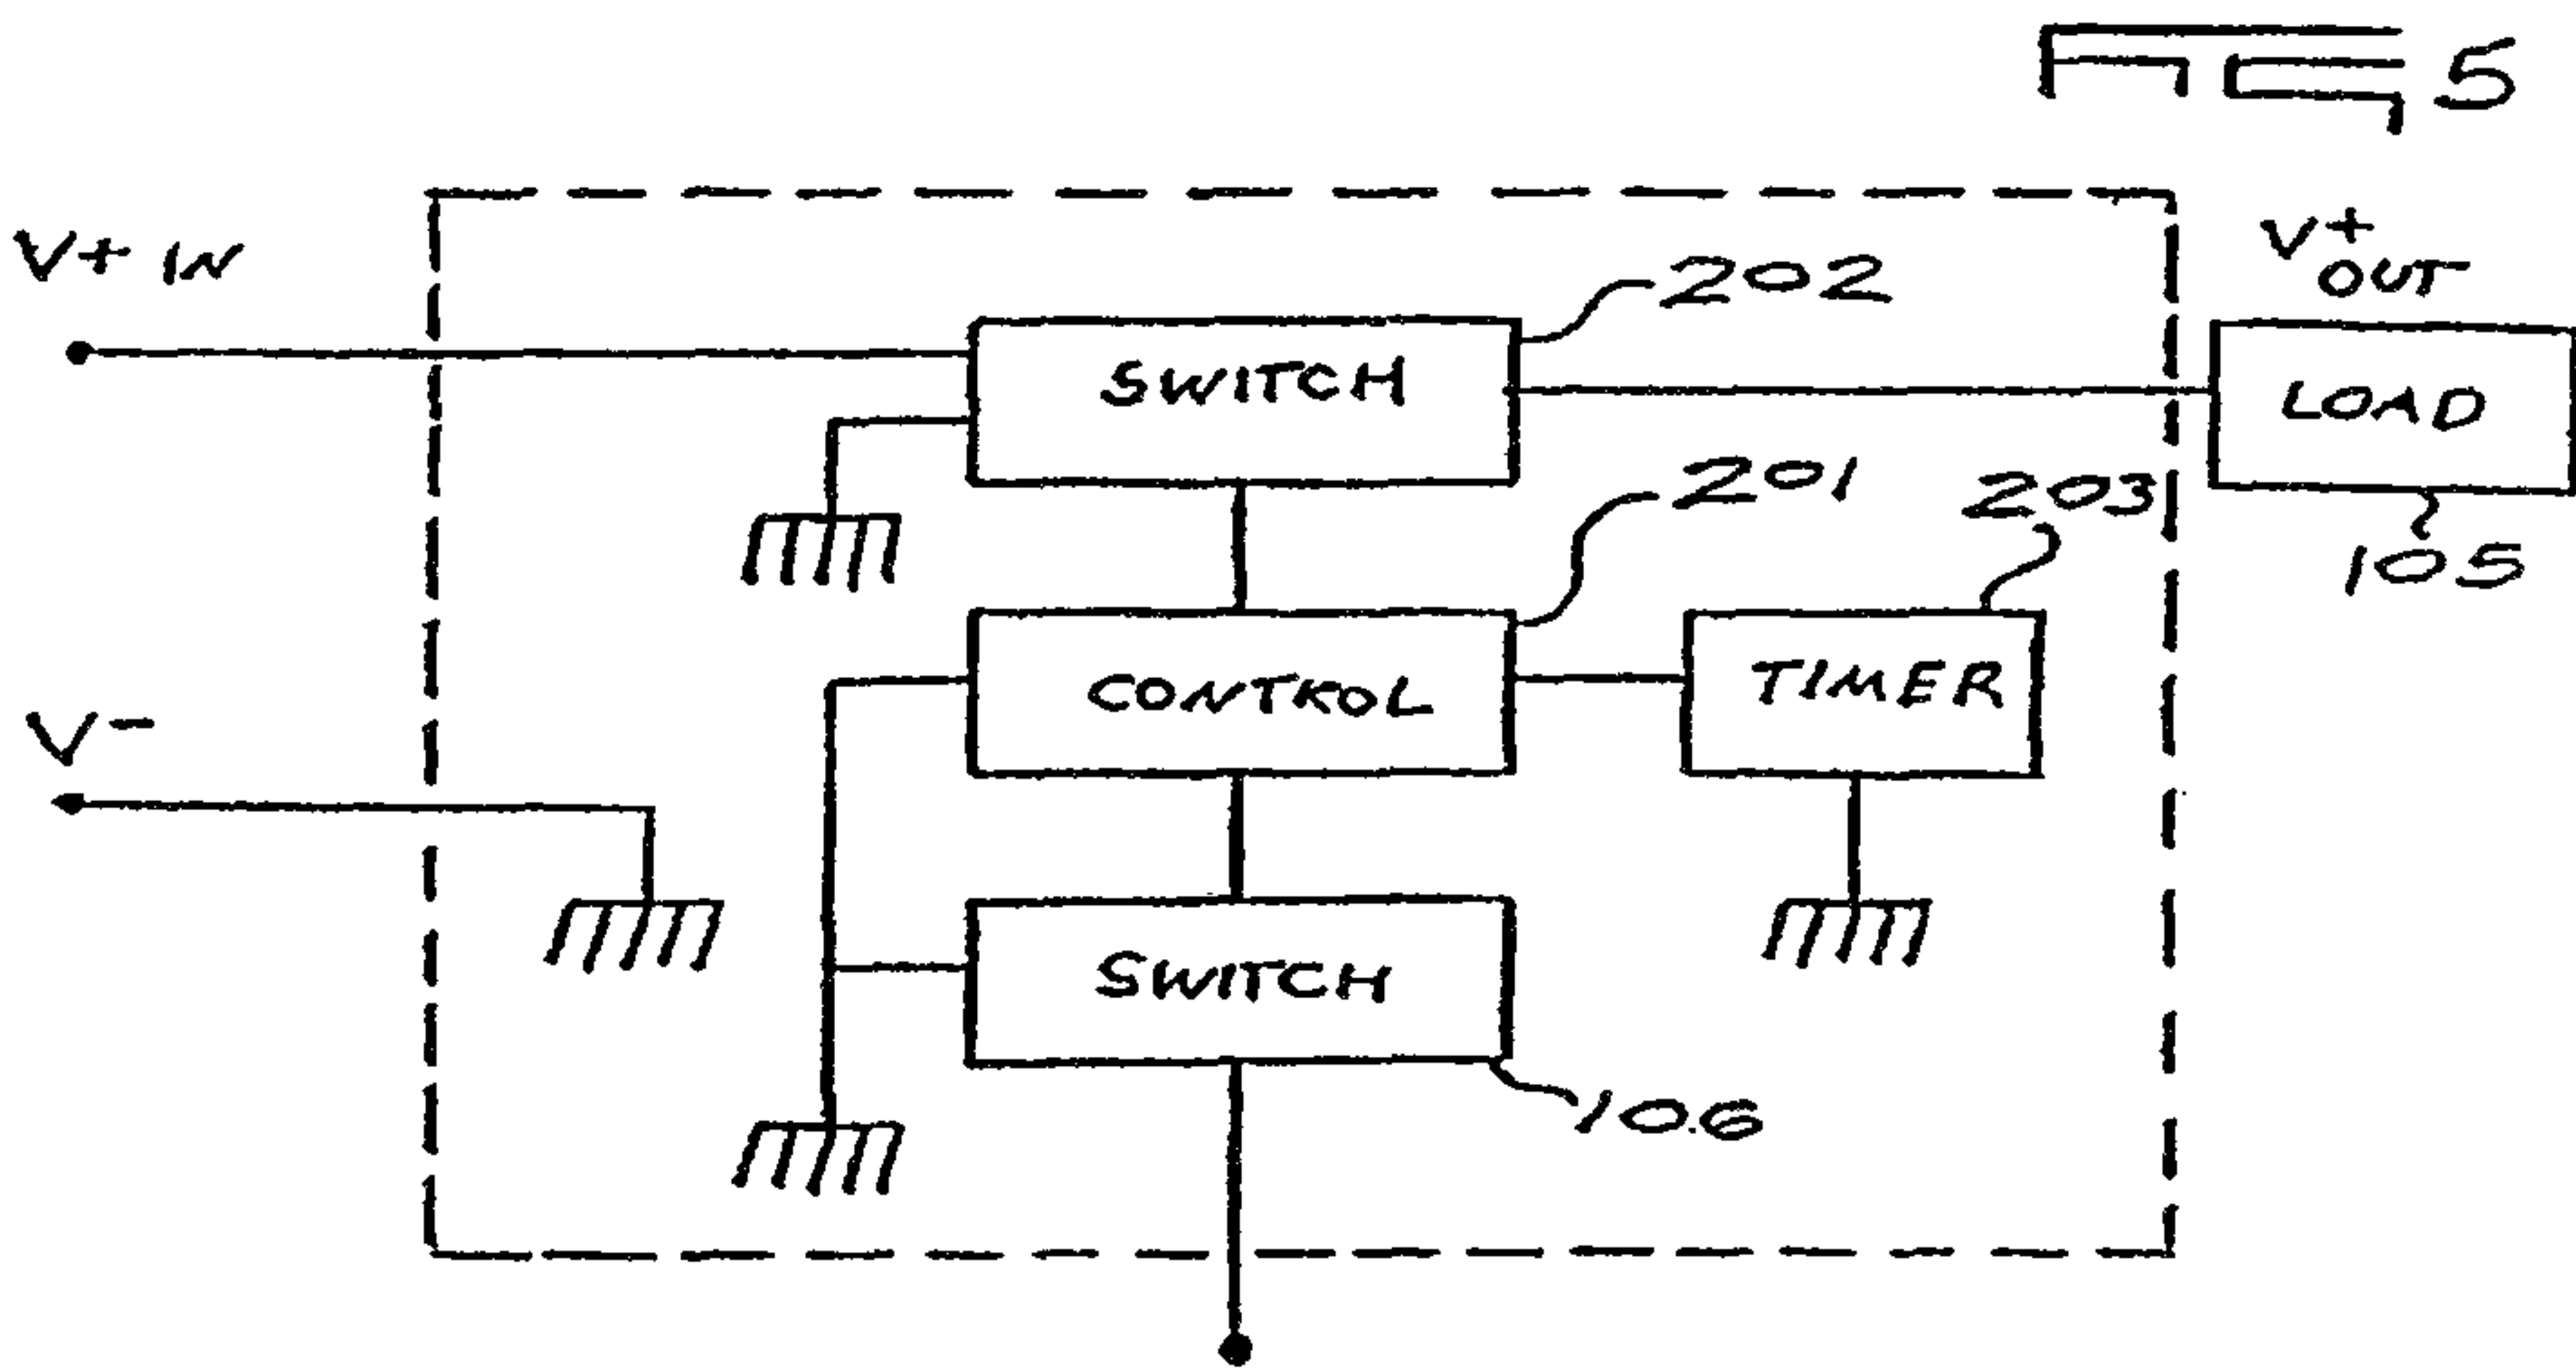 FIG 5
V+ IN
202
V+ OUT
SWITCH
LOAD
201
203
105
CONTROL
TIMER
V-
SWITCH
106